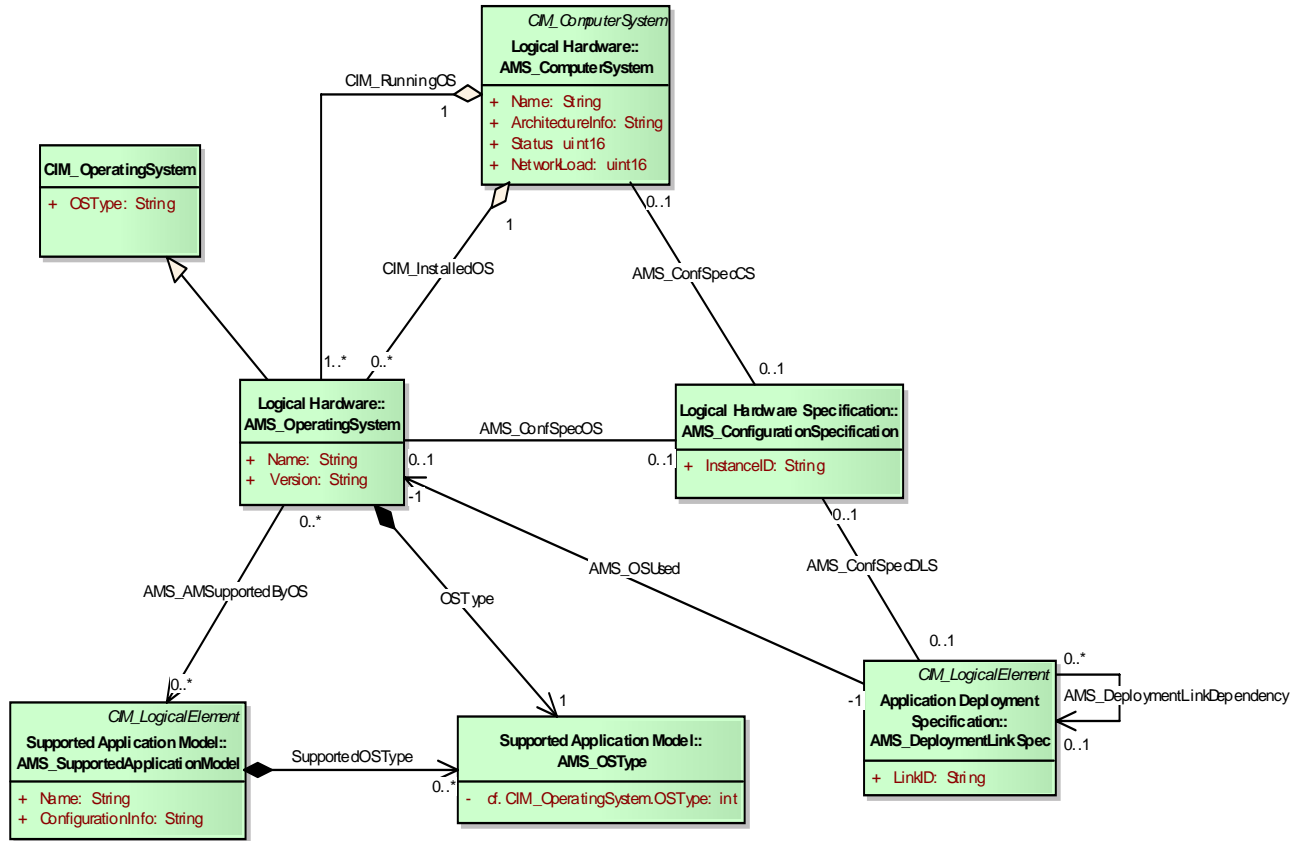 CIM_ComputerSystem
Logical Hardware::
AMS_ComputerSystem
+ Name: String
+ ArchitectureInfo: String
+ Status: uint16
+ NetworkLoad: uint16
CIM_RunningOS
1
CIM_OperatingSystem
+ OSType: String
1
0..1
CIM_InstalledOS
AMS_ConfSpecCS
1..*
0..*
0..1
Logical Hardware::
AMS_OperatingSystem
+ Name: String
+ Version: String
AMS_ConfSpecOS
0..1
0..1
-1
Logical Hardware Specification::
AMS_ConfigurationSpecification
+ InstanceID: String
0..*
0..1
AMS_AMSupportedByOS
OSType
AMS_OSUsed
AMS_ConfSpecDLS
0..*
1
-1
0..1
CIM_LogicalElement
Application Deployment
Specification::
AMS_DeploymentLinkSpec
+ LinkID: String
0..*
AMS_DeploymentLinkDependency
0..1
CIM_LogicalElement
Supported Application Model::
AMS_SupportedApplicationModel
+ Name: String
+ ConfigurationInfo: String
SupportedOSType
0..*
Supported Application Model::
AMS_OSType
- cf. CIM_OperatingSystem.OSType: int